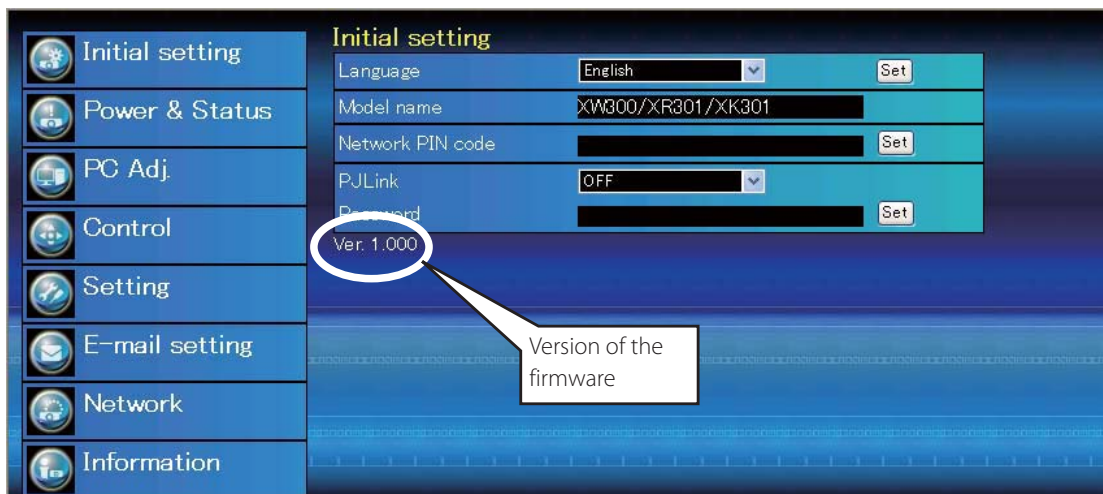 Initial setting
Power & Status
PC Adj.
Control
Setting
E-mail setting
Network
Information
Initial setting
Language English Set
Model name XW300/XR301/XK301
Network PIN code Set
PJLink OFF
Password Set
Ver. 1.000
Version of the
firmware